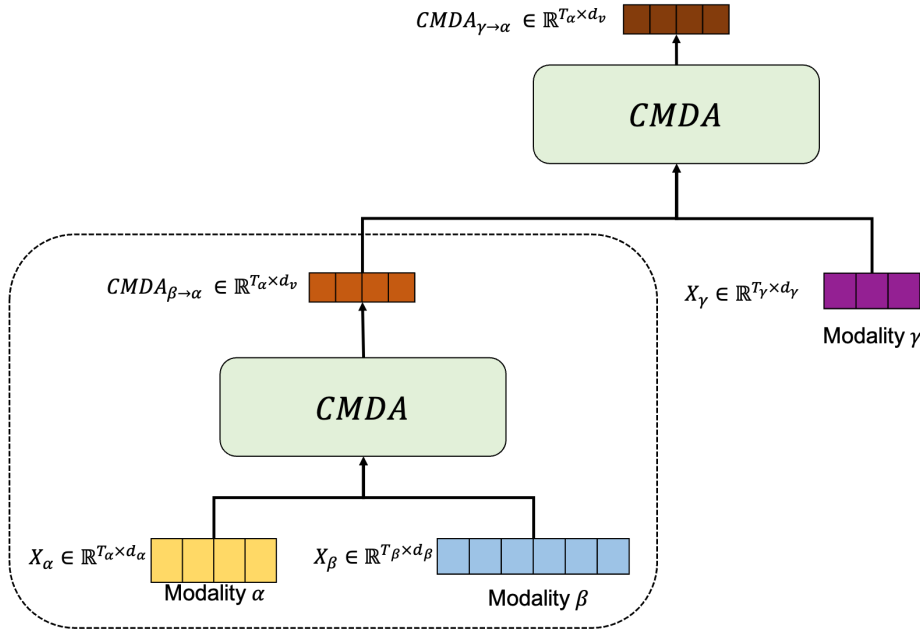 CMDA_{γ→α} ∈ ℝ^{T_α×d_v}
CMDA
CMDA_{β→α} ∈ ℝ^{T_α×d_v}
X_γ ∈ ℝ^{T_γ×d_γ}
Modality γ
CMDA
X_α ∈ ℝ^{T_α×d_α}
X_β ∈ ℝ^{T_β×d_β}
Modality α
Modality β